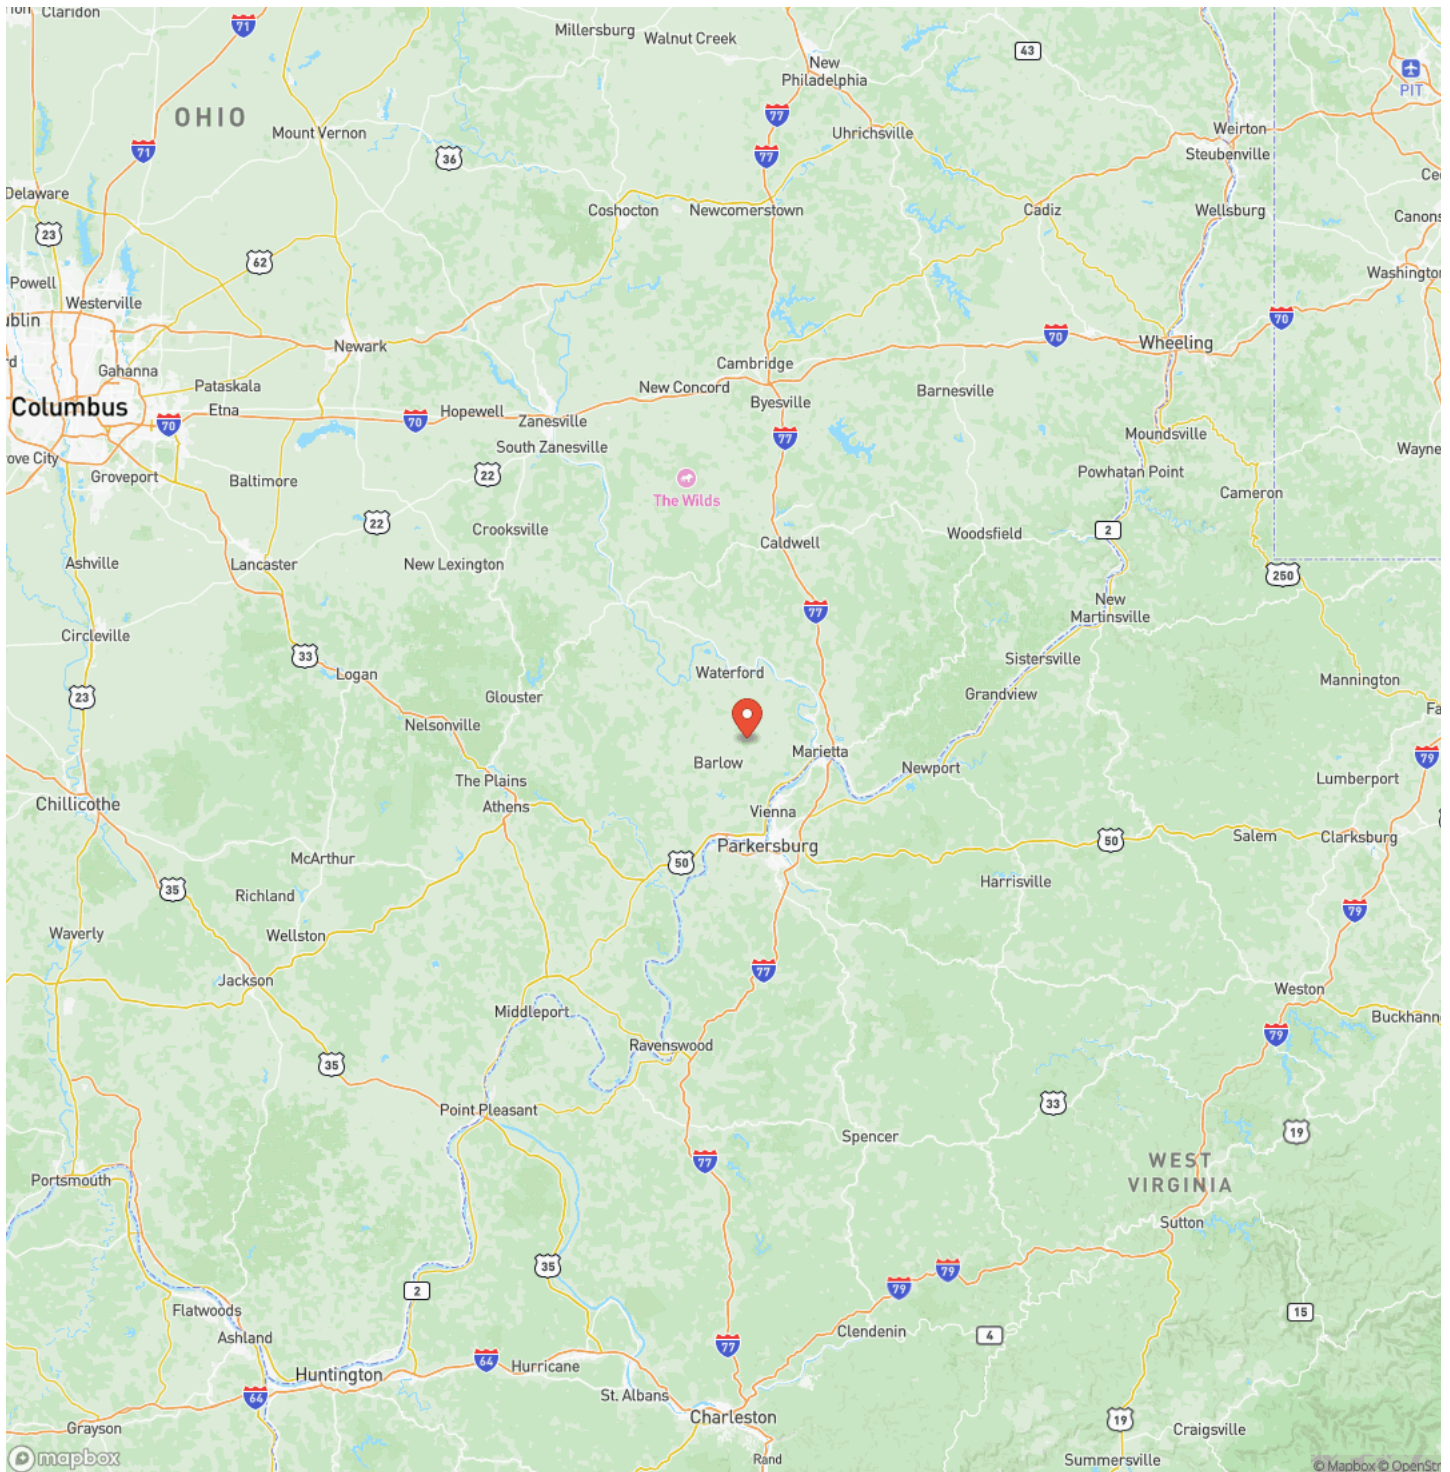 Claridon
71
Millersburg
Walnut Creek
43
New
Philadelphia
PIT
OHIO
77
Mount Vernon
Uhrichsville
Weirton
71
36
77
Steubenville
Delaware
Coshocton
Newcomerstown
Cadiz
Wellsburg
Canons
23
62
Powell
Washington
Westerville
ublin
70
Newark
70
Wheeling
Gahanna
Cambridge
Pataskala
New Concord
Barnesville
Columbus
Etna
Hopewell
Byesville
70
70
Zanesville
77
Moundsville
South Zanesville
Wayne
rove City
Groveport
Baltimore
22
Powhatan Point
The Wilds
Cameron
22
Crooksville
Woodsfield
2
Caldwell
Ashville
Lancaster
New Lexington
250
77
New
Martinsville
Circleville
33
Logan
Waterford
Sistersville
Mannington
23
Glouster
Grandview
Fa
Nelsonville
Marietta
79
Barlow
Newport
The Plains
Lumberport
Chillicothe
Athens
Vienna
50
Salem
Clarksburg
Parkersburg
McArthur
50
35
Richland
Harrisville
79
Waverly
Wellston
77
Jackson
Weston
Middleport
Buckhann
79
Ravenswood
35
33
Point Pleasant
Spencer
19
77
WEST
VIRGINIA
Portsmouth
Sutton
35
79
79
2
Flatwoods
15
Ashland
Clendenin
4
77
64
Hurricane
Huntington
64
St. Albans
Charleston
19
Grayson
Craigsville
mapbox
Rand
Summersville
© Mapbox © OpenStr